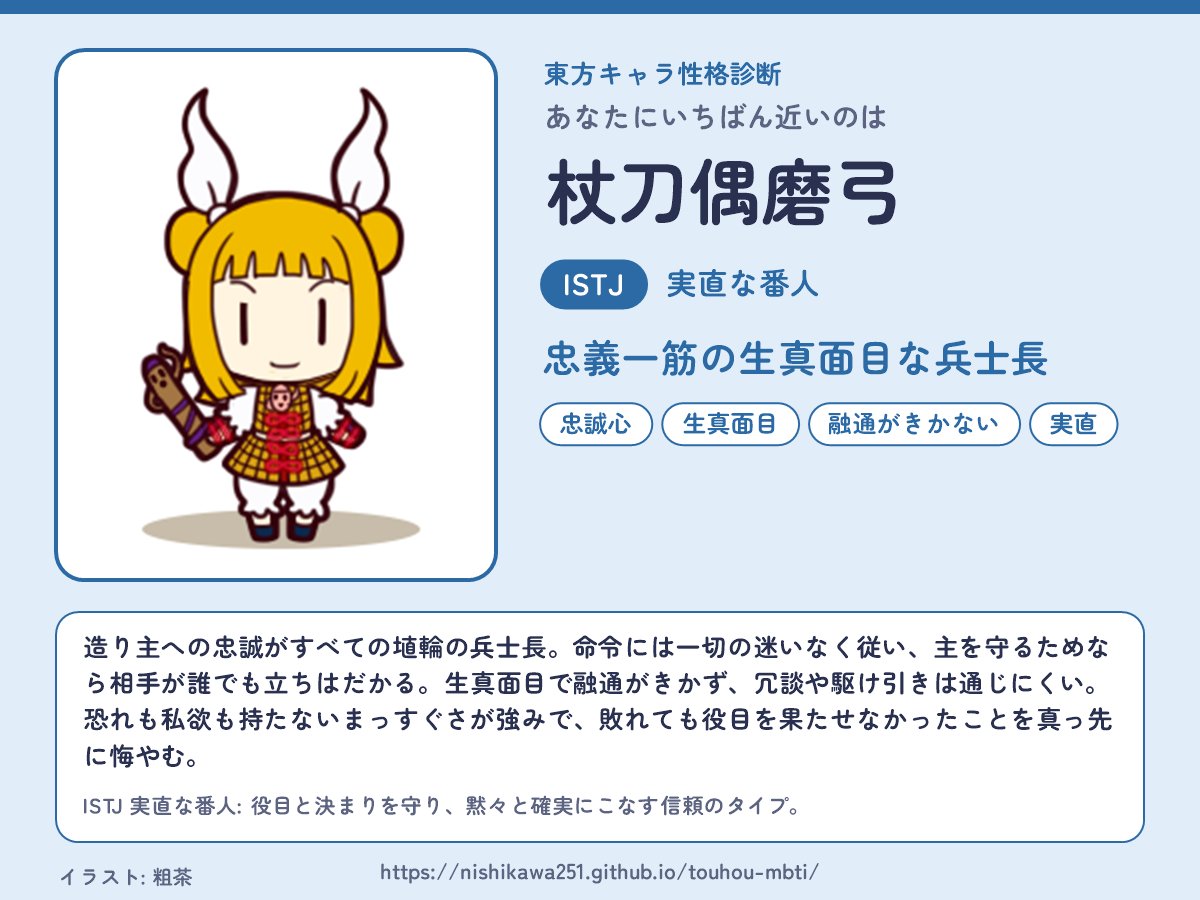 東方キャラ性格診断
あなたにいちばん近いのは
杖刀偶磨弓
ISTJ 実直な番人
忠義一筋の生真面目な兵士長
忠誠心 生真面目 融通がきかない 実直
造り主への忠誠がすべての埴輪の兵士長。命令には一切の迷いなく従い、主を守るためな
ら相手が誰でも立ちはだかる。生真面目で融通がきかず、冗談や駆け引きは通じにくい。
恐れも私欲も持たないまっすぐさが強みで、敗れても役目を果たせなかったことを真っ先
に悔やむ。
ISTJ 実直な番人: 役目と決まりを守り、黙々と確実にこなす信頼のタイプ。
イラスト: 粗茶
https://nishikawa251.github.io/touhou-mbti/